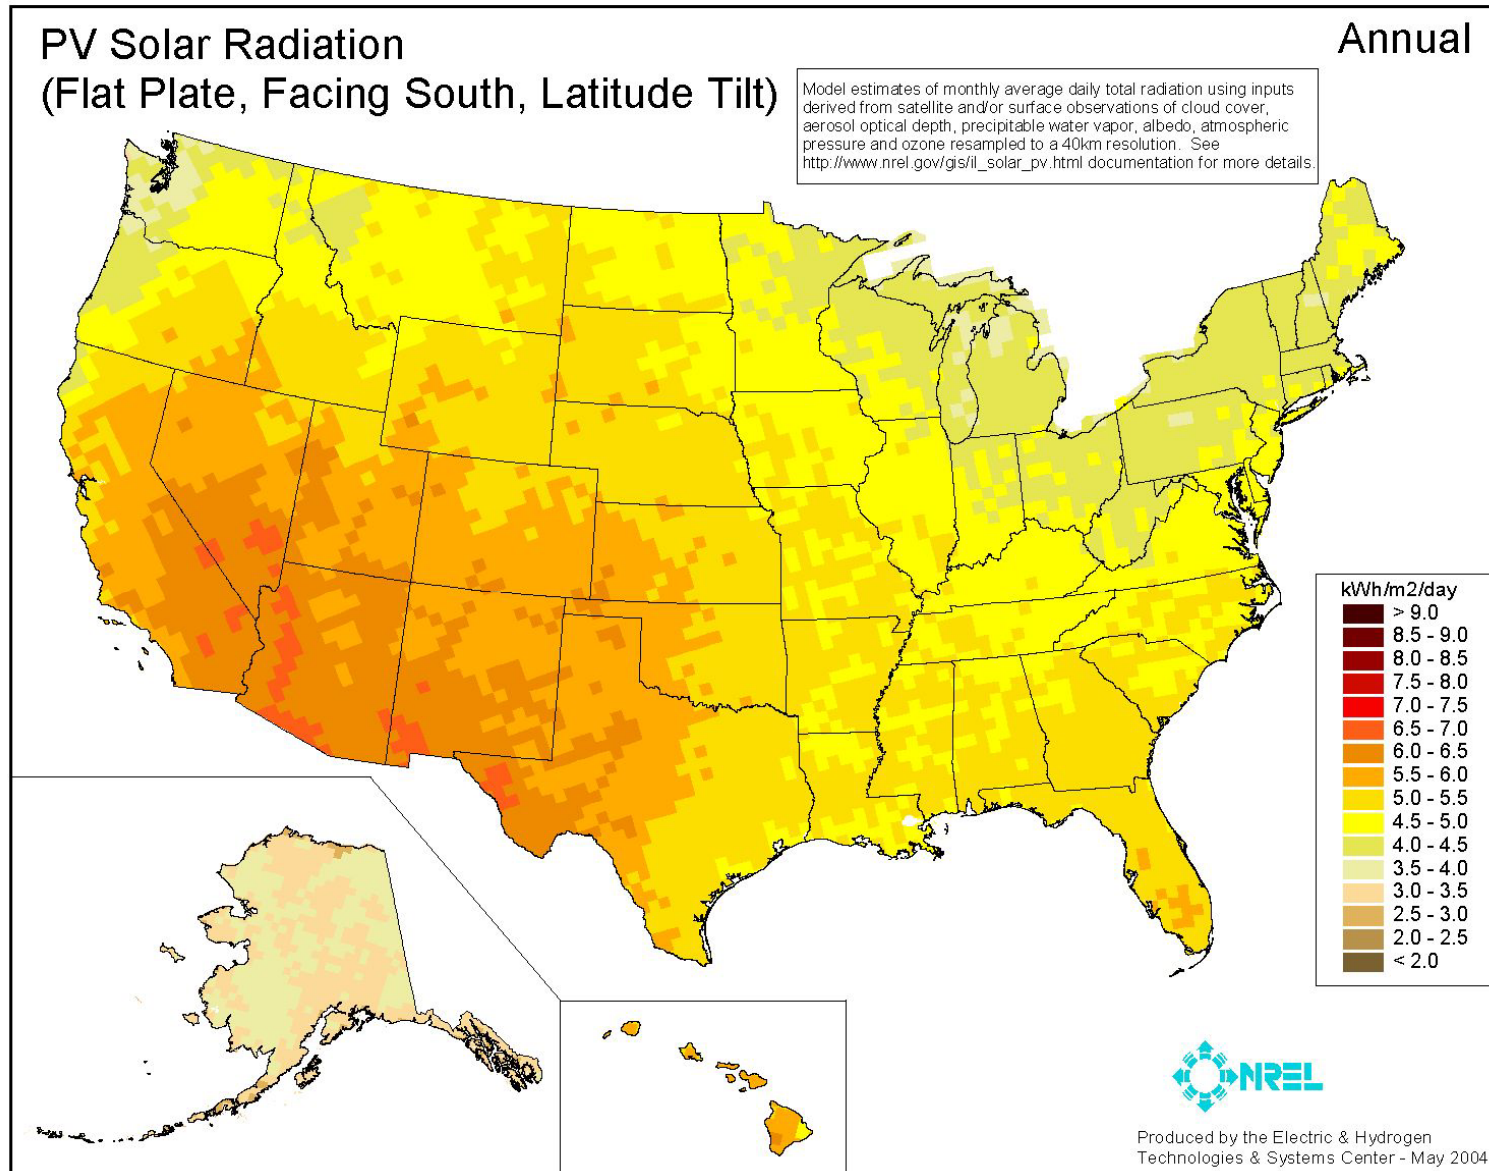 PV Solar Radiation
(Flat Plate, Facing South, Latitude Tilt)
Annual
Model estimates of monthly average daily total radiation using inputs
derived from satellite and/or surface observations of cloud cover,
aerosol optical depth, precipitable water vapor, albedo, atmospheric
pressure and ozone resampled to a 40km resolution. See
http://www.nrel.gov/gis/il_solar_pv.html documentation for more details.
kWh/m2/day
> 9.0
8.5 - 9.0
8.0 - 8.5
7.5 - 8.0
7.0 - 7.5
6.5 - 7.0
6.0 - 6.5
5.5 - 6.0
5.0 - 5.5
4.5 - 5.0
4.0 - 4.5
3.5 - 4.0
3.0 - 3.5
2.5 - 3.0
2.0 - 2.5
< 2.0
NREL
Produced by the Electric & Hydrogen
Technologies & Systems Center - May 2004